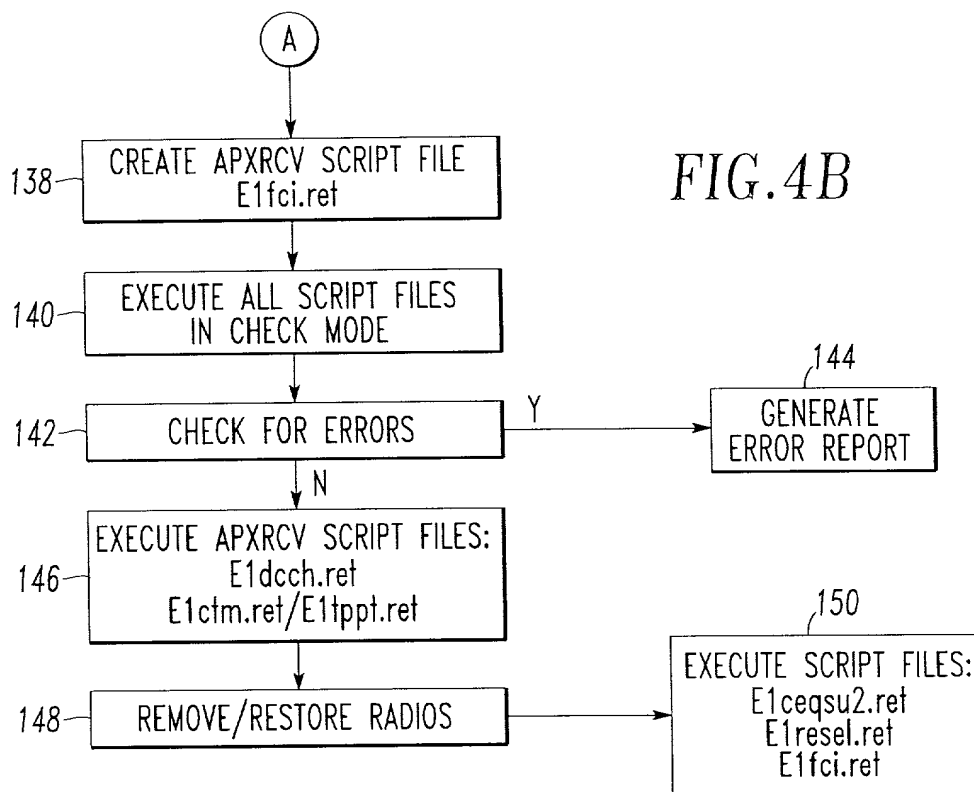 A
CREATE APXRCV SCRIPT FILE
E1fci.ret
138
FIG.4B
EXECUTE ALL SCRIPT FILES
IN CHECK MODE
140
144
CHECK FOR ERRORS
142
Y
GENERATE
ERROR REPORT
N
EXECUTE APXRCV SCRIPT FILES:
E1dcch.ret
E1ctm.ret/E1tppt.ret
146
150
REMOVE/RESTORE RADIOS
148
EXECUTE SCRIPT FILES:
E1ceqsu2.ret
E1resel.ret
E1fci.ret